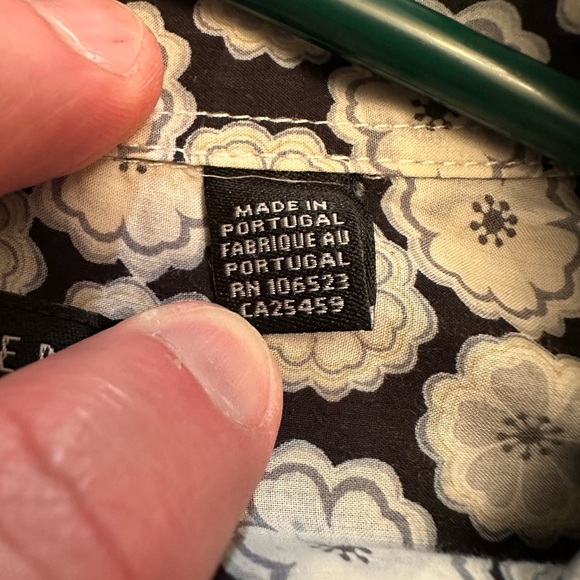 MADE IN
PORTUGAL
FABRIQUE AU
PORTUGAL
RN 106523
CA25459